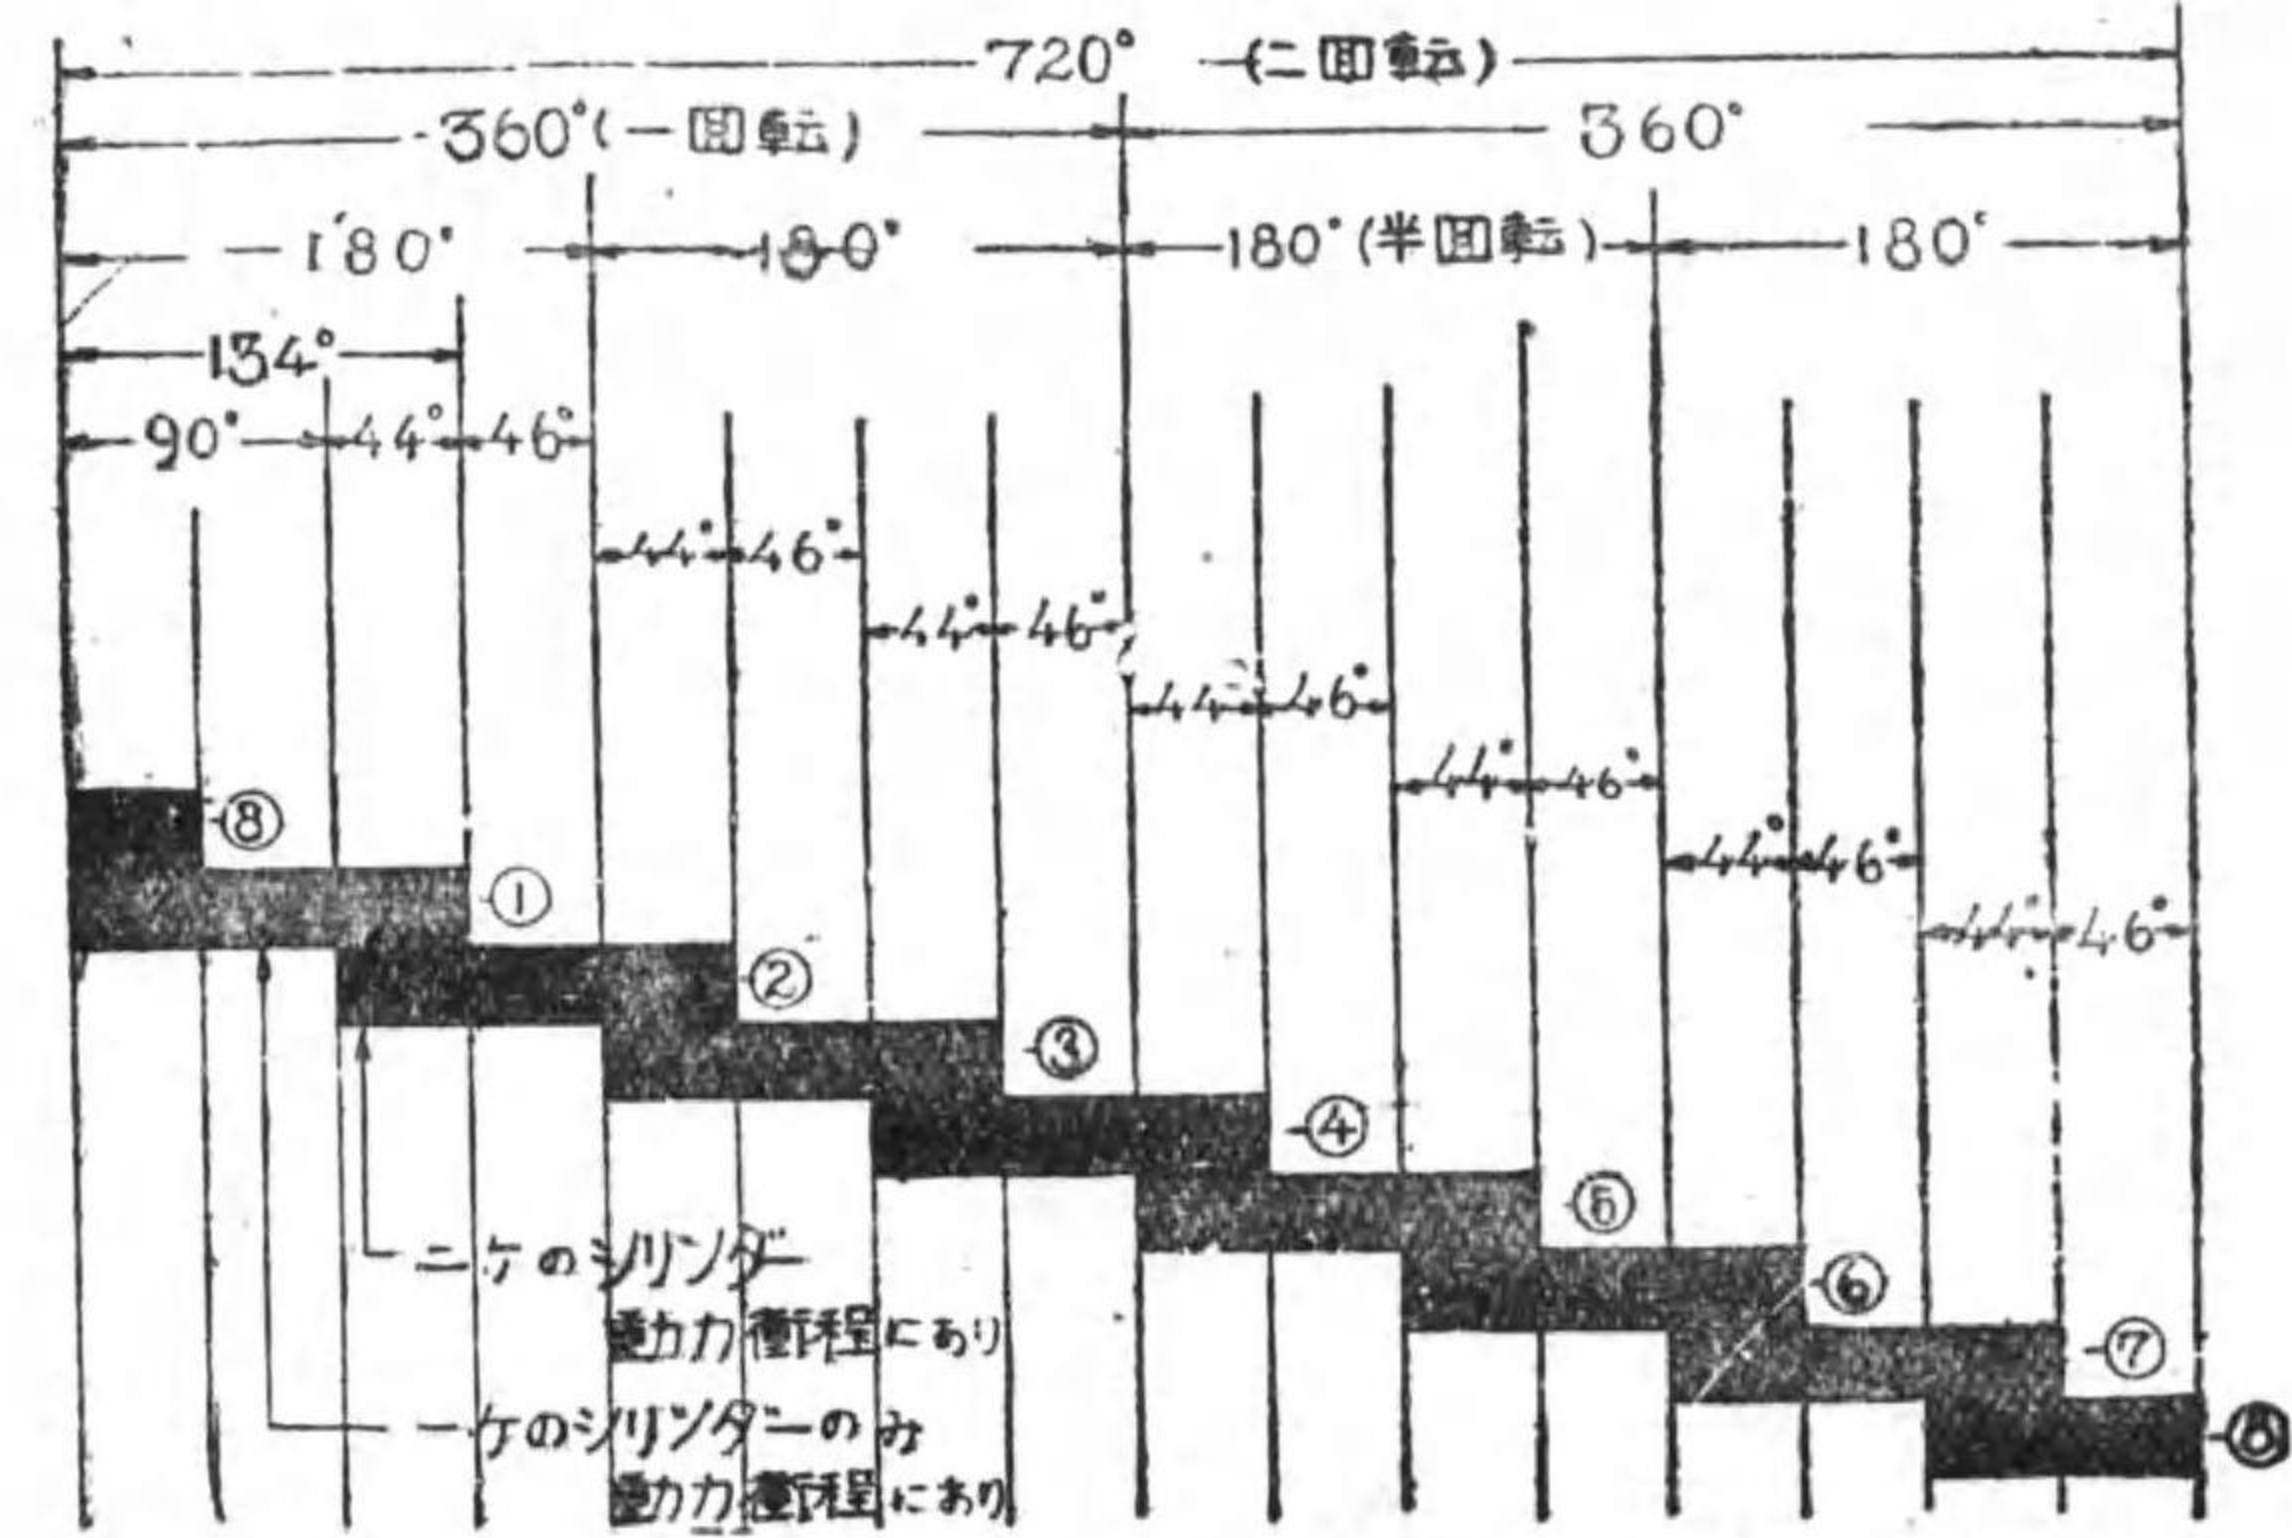 720° (二回転)
360° (一回転) 360°
180° 180° 180° (半回転) 180°
134°
90° 44° 46°
44° 46°
44° 46°
44° 46°
44° 46°
44° 46°
44° 46°
⑧
①
②
③
④
⑤
⑥
⑦
⑧
二ケのシリンダー
動力衝程にあり
一ケのシリンダーのみ
動力衝程にあり